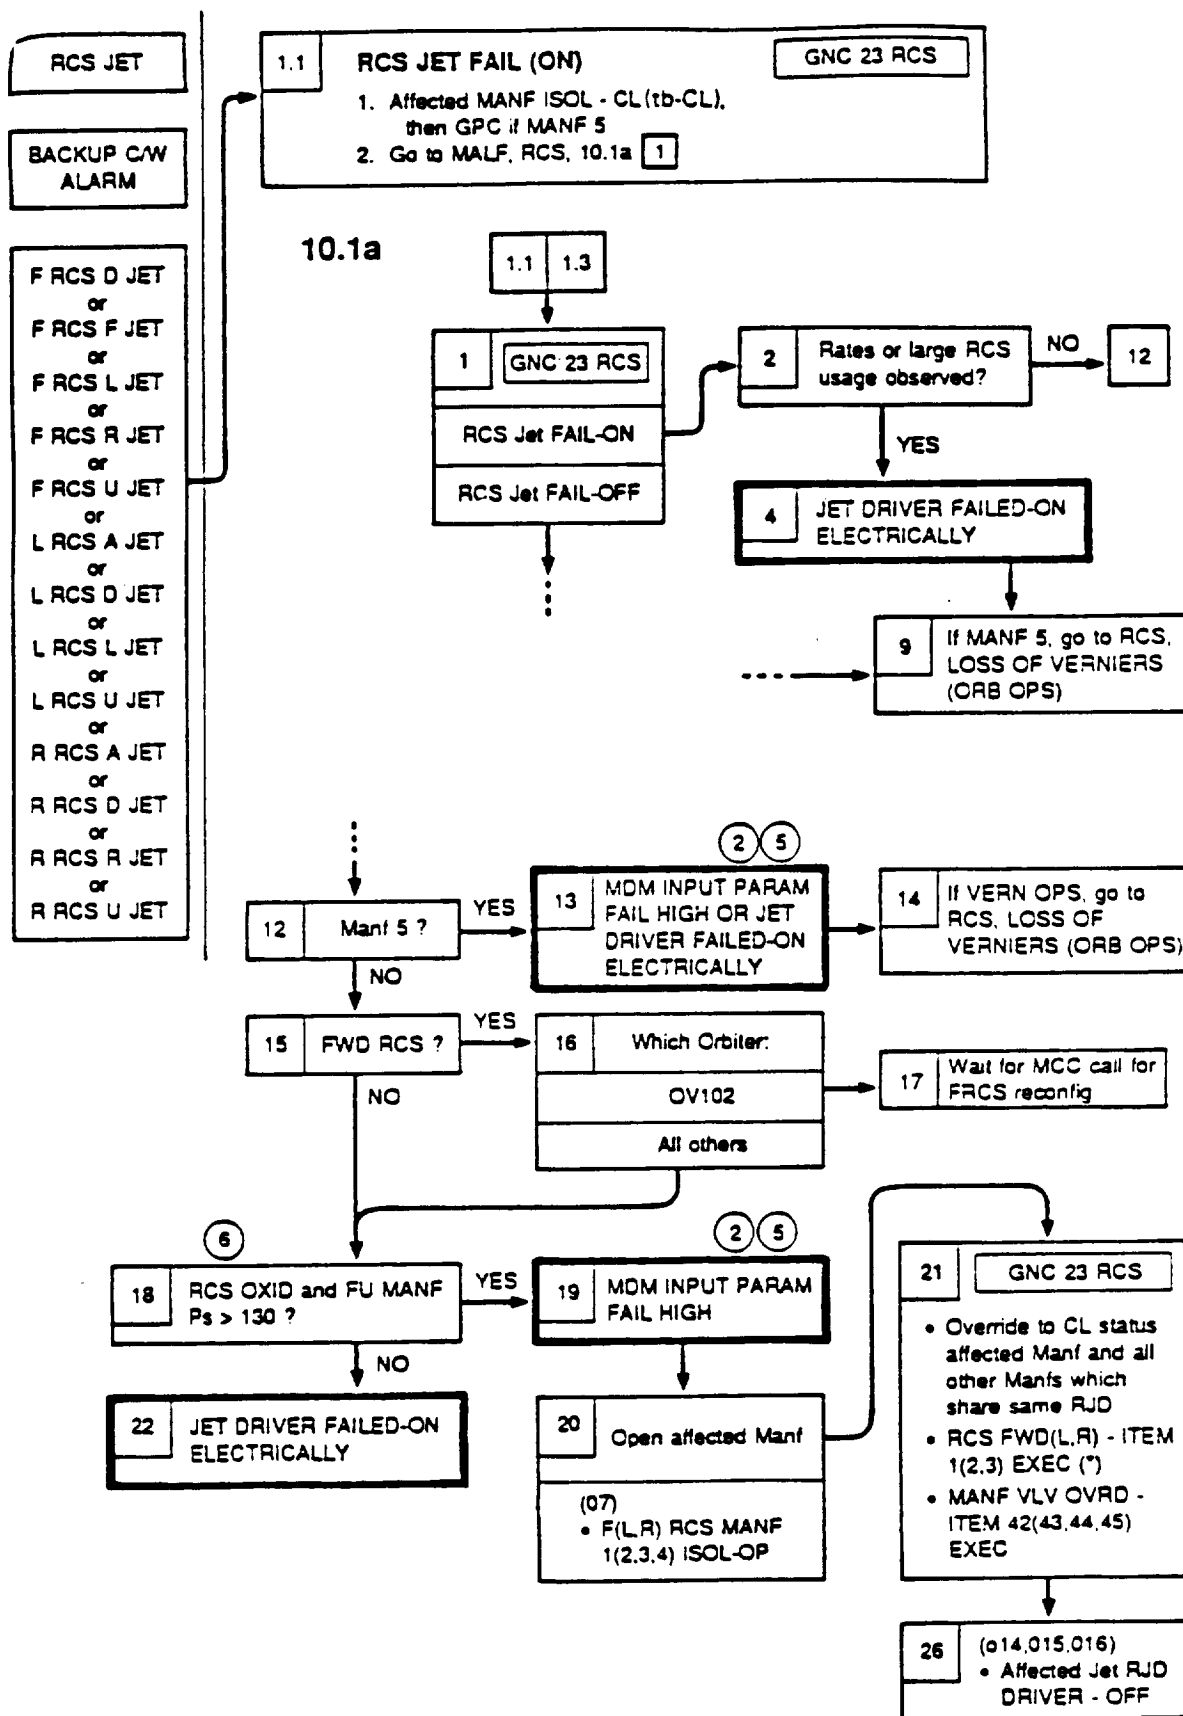 RCS JET
BACKUP C/W
ALARM
F RCS D JET
or
F RCS F JET
or
F RCS L JET
or
F RCS R JET
or
F RCS U JET
or
L RCS A JET
or
L RCS D JET
or
L RCS L JET
or
L RCS U JET
or
R RCS A JET
or
R RCS D JET
or
R RCS R JET
or
R RCS U JET
1.1
RCS JET FAIL (ON)
GNC 23 RCS
1. Affected MANF ISOL - CL(tb-CL),
then GPC if MANF 5
2. Go to MALF, RCS, 10.1a 1
10.1a
1.1 1.3
1
GNC 23 RCS
RCS Jet FAIL-ON
RCS Jet FAIL-OFF
2
Rates or large RCS
usage observed?
NO
12
YES
4
JET DRIVER FAILED-ON
ELECTRICALLY
9
If MANF 5, go to RCS,
LOSS OF VERNIERS
(ORB OPS)
12
Manf 5 ?
YES
NO
2 5
13
MDM INPUT PARAM
FAIL HIGH OR JET
DRIVER FAILED-ON
ELECTRICALLY
14
If VERN OPS, go to
RCS, LOSS OF
VERNIERS (ORB OPS)
15
FWD RCS ?
YES
NO
16
Which Orbiter:
OV102
All others
17
Wait for MCC call for
FRCS reconfig
6
18
RCS OXID and FU MANF
Ps > 130 ?
YES
NO
2 5
19
MDM INPUT PARAM
FAIL HIGH
22
JET DRIVER FAILED-ON
ELECTRICALLY
20
Open affected Manf
(07)
• F(L,R) RCS MANF
1(2,3,4) ISOL-OP
21
GNC 23 RCS
• Override to CL status
affected Manf and all
other Manfs which
share same RJD
• RCS FWD(L,R) - ITEM
1(2,3) EXEC (*)
• MANF VLV OVRD -
ITEM 42(43,44,45)
EXEC
26
(o14,015,016)
• Affected Jet RJD
DRIVER - OFF